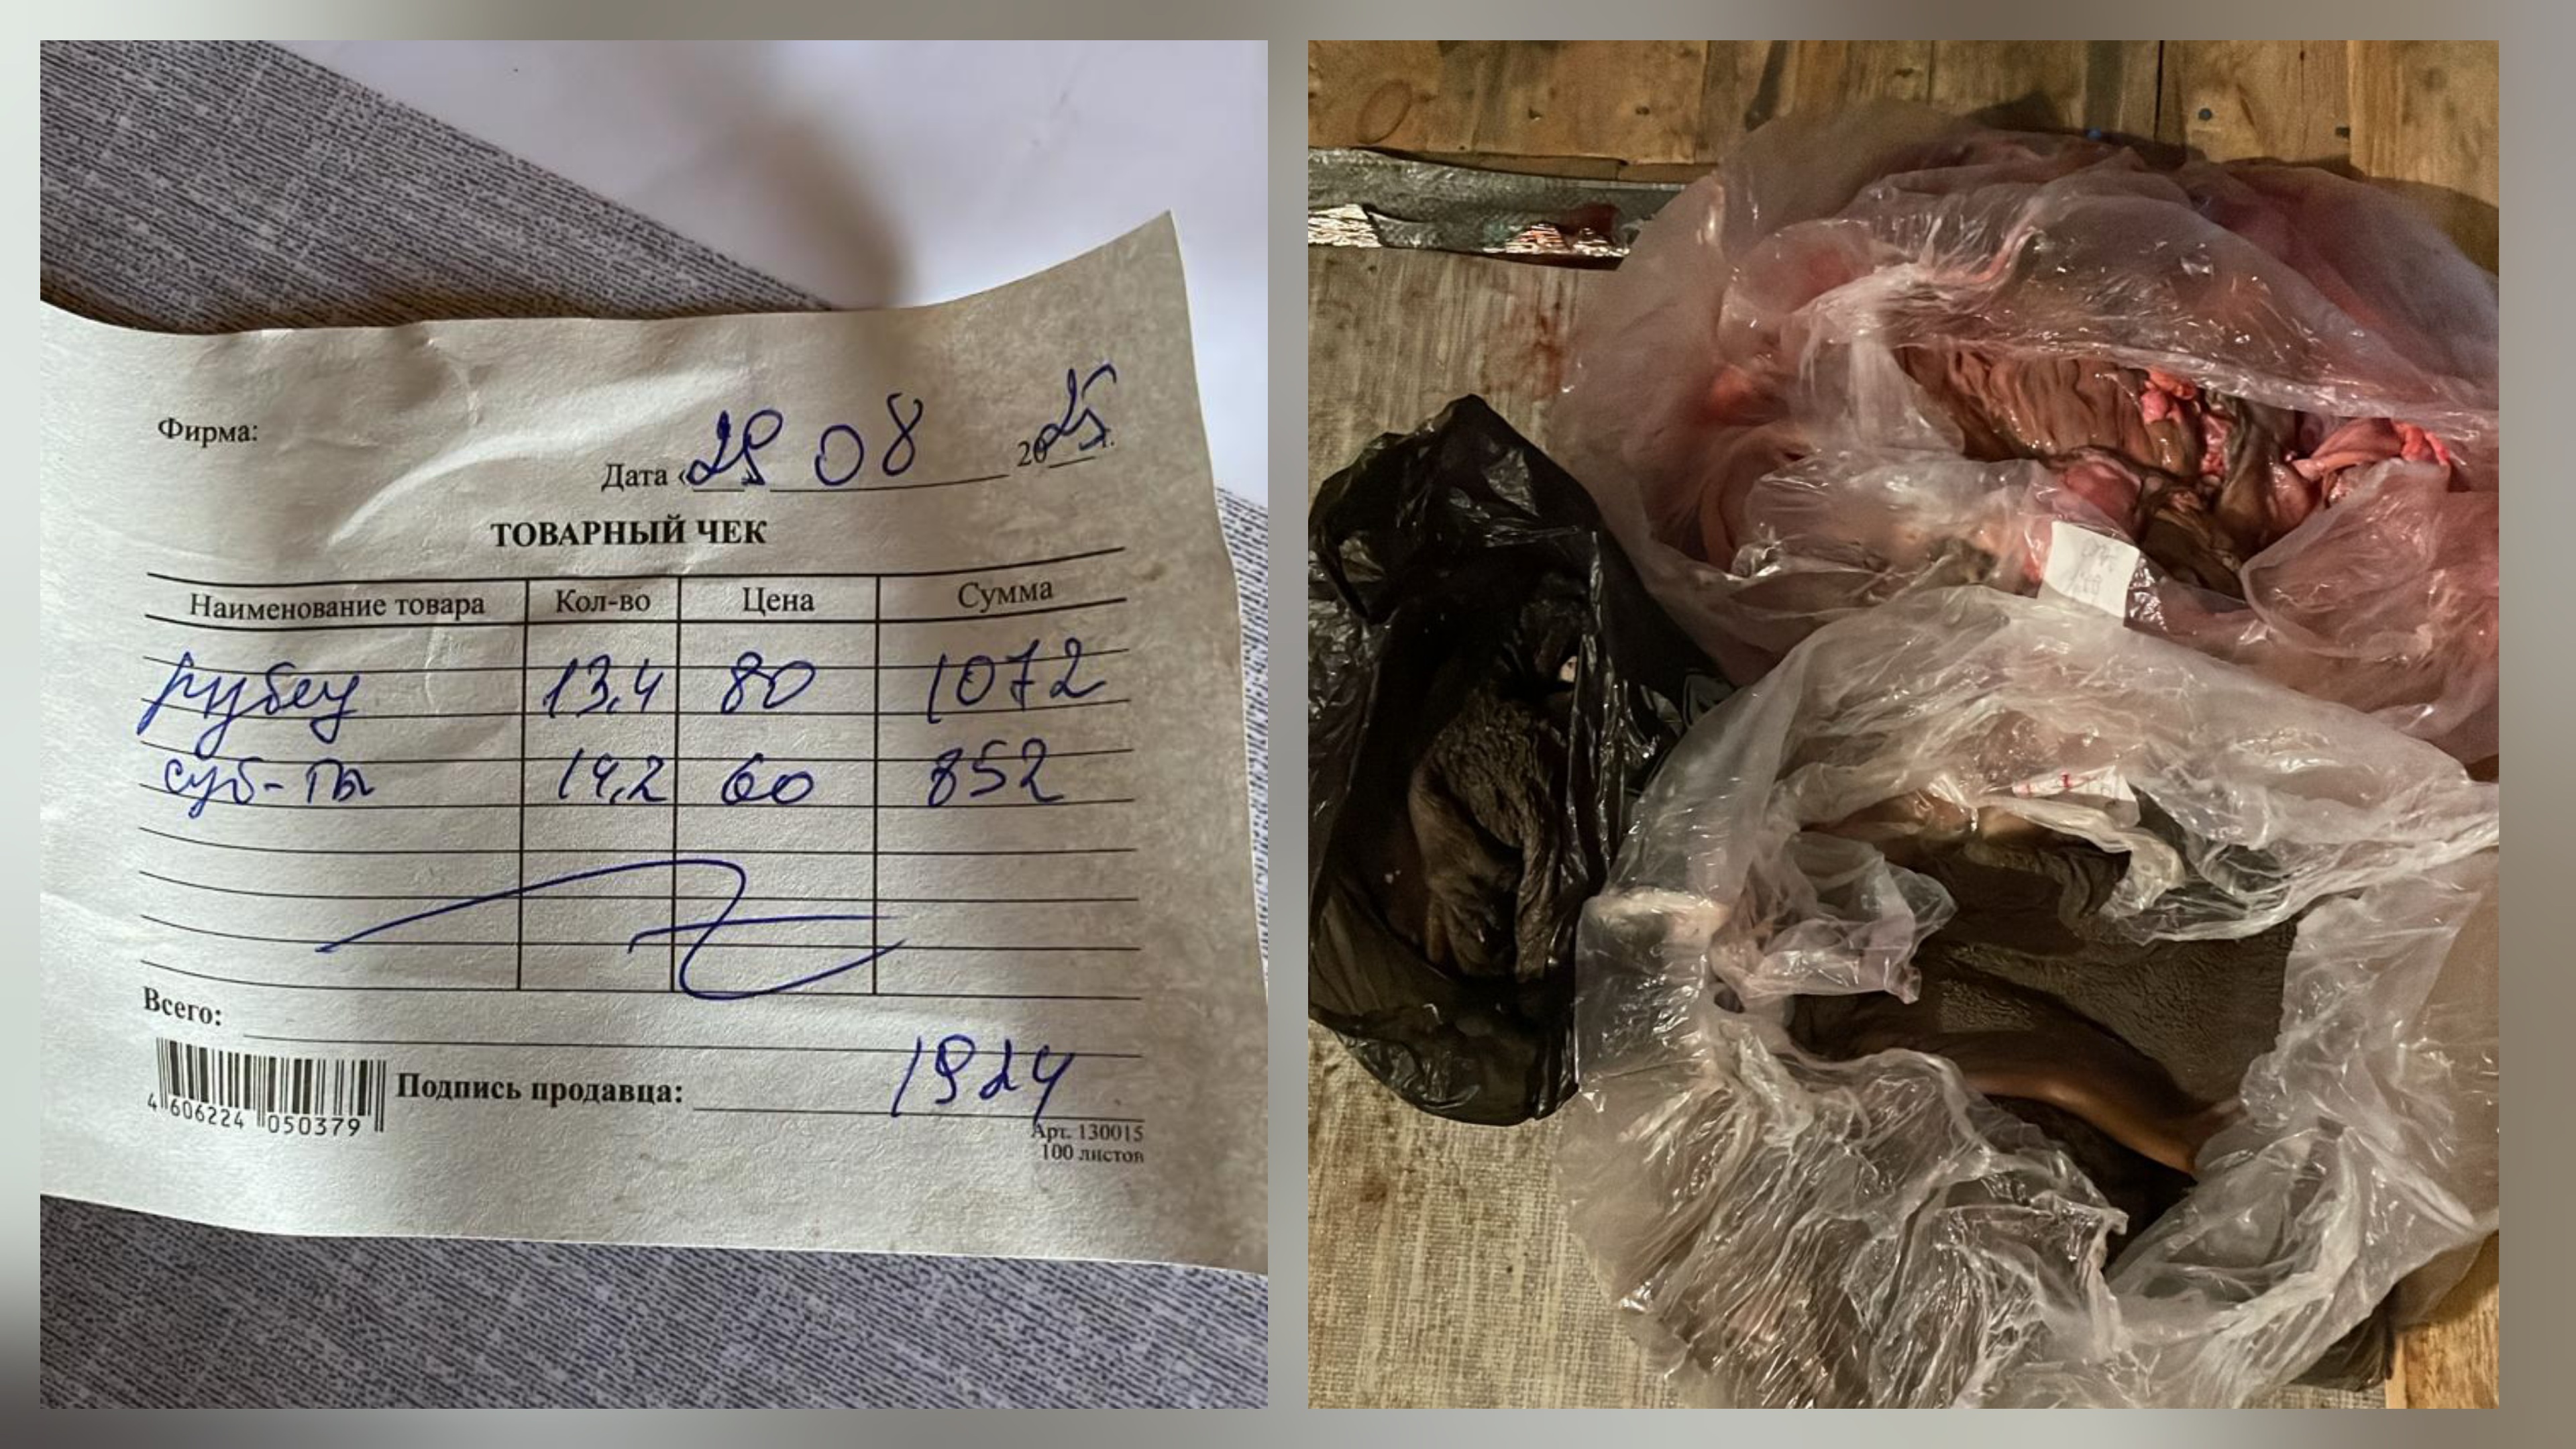 Фирма:
Дата « 29 08 2025 г.
ТОВАРНЫЙ ЧЕК
Наименование товара Кол-во Цена Сумма
рубец 13,4 80 1072
суб-ты 14,2 60 852
Всего:
1924
Подпись продавца:
4 606224 050379
Арт. 130015
100 листов